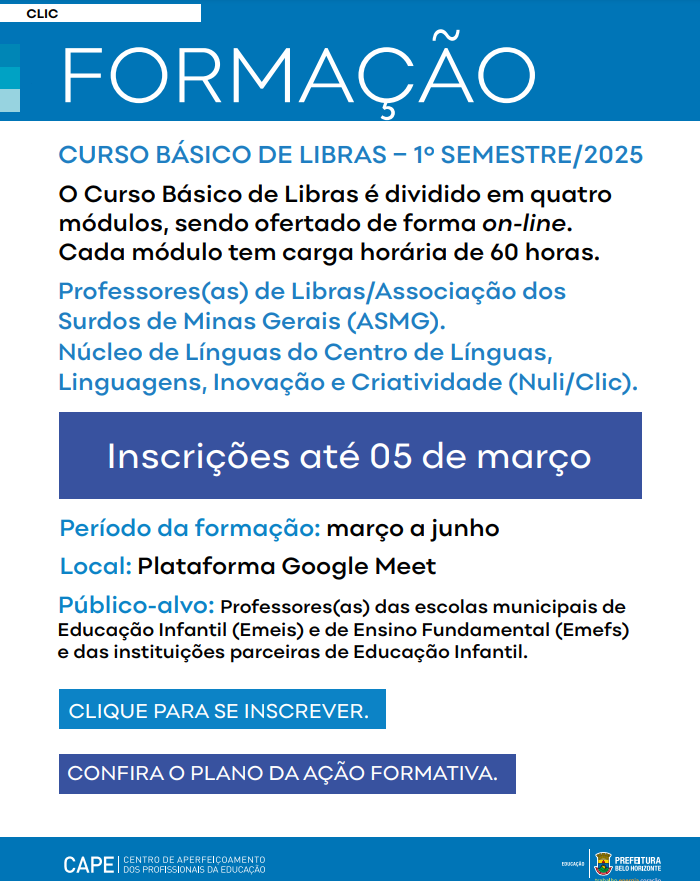 CLIC
FORMAÇÃO
CURSO BÁSICO DE LIBRAS – 1º SEMESTRE/2025
O Curso Básico de Libras é dividido em quatro
módulos, sendo ofertado de forma on-line.
Cada módulo tem carga horária de 60 horas.
Professores(as) de Libras/Associação dos
Surdos de Minas Gerais (ASMG).
Núcleo de Línguas do Centro de Línguas,
Linguagens, Inovação e Criatividade (Nuli/Clic).
Inscrições até 05 de março
Período da formação: março a junho
Local: Plataforma Google Meet
Público-alvo: Professores(as) das escolas municipais de
Educação Infantil (Emeis) e de Ensino Fundamental (Emefs)
e das instituições parceiras de Educação Infantil.
CLIQUE PARA SE INSCREVER.
CONFIRA O PLANO DA AÇÃO FORMATIVA.
CAPE CENTRO DE APERFEIÇOAMENTO
DOS PROFISSIONAIS DA EDUCAÇÃO
EDUCAÇÃO
PREFEITURA
BELO HORIZONTE